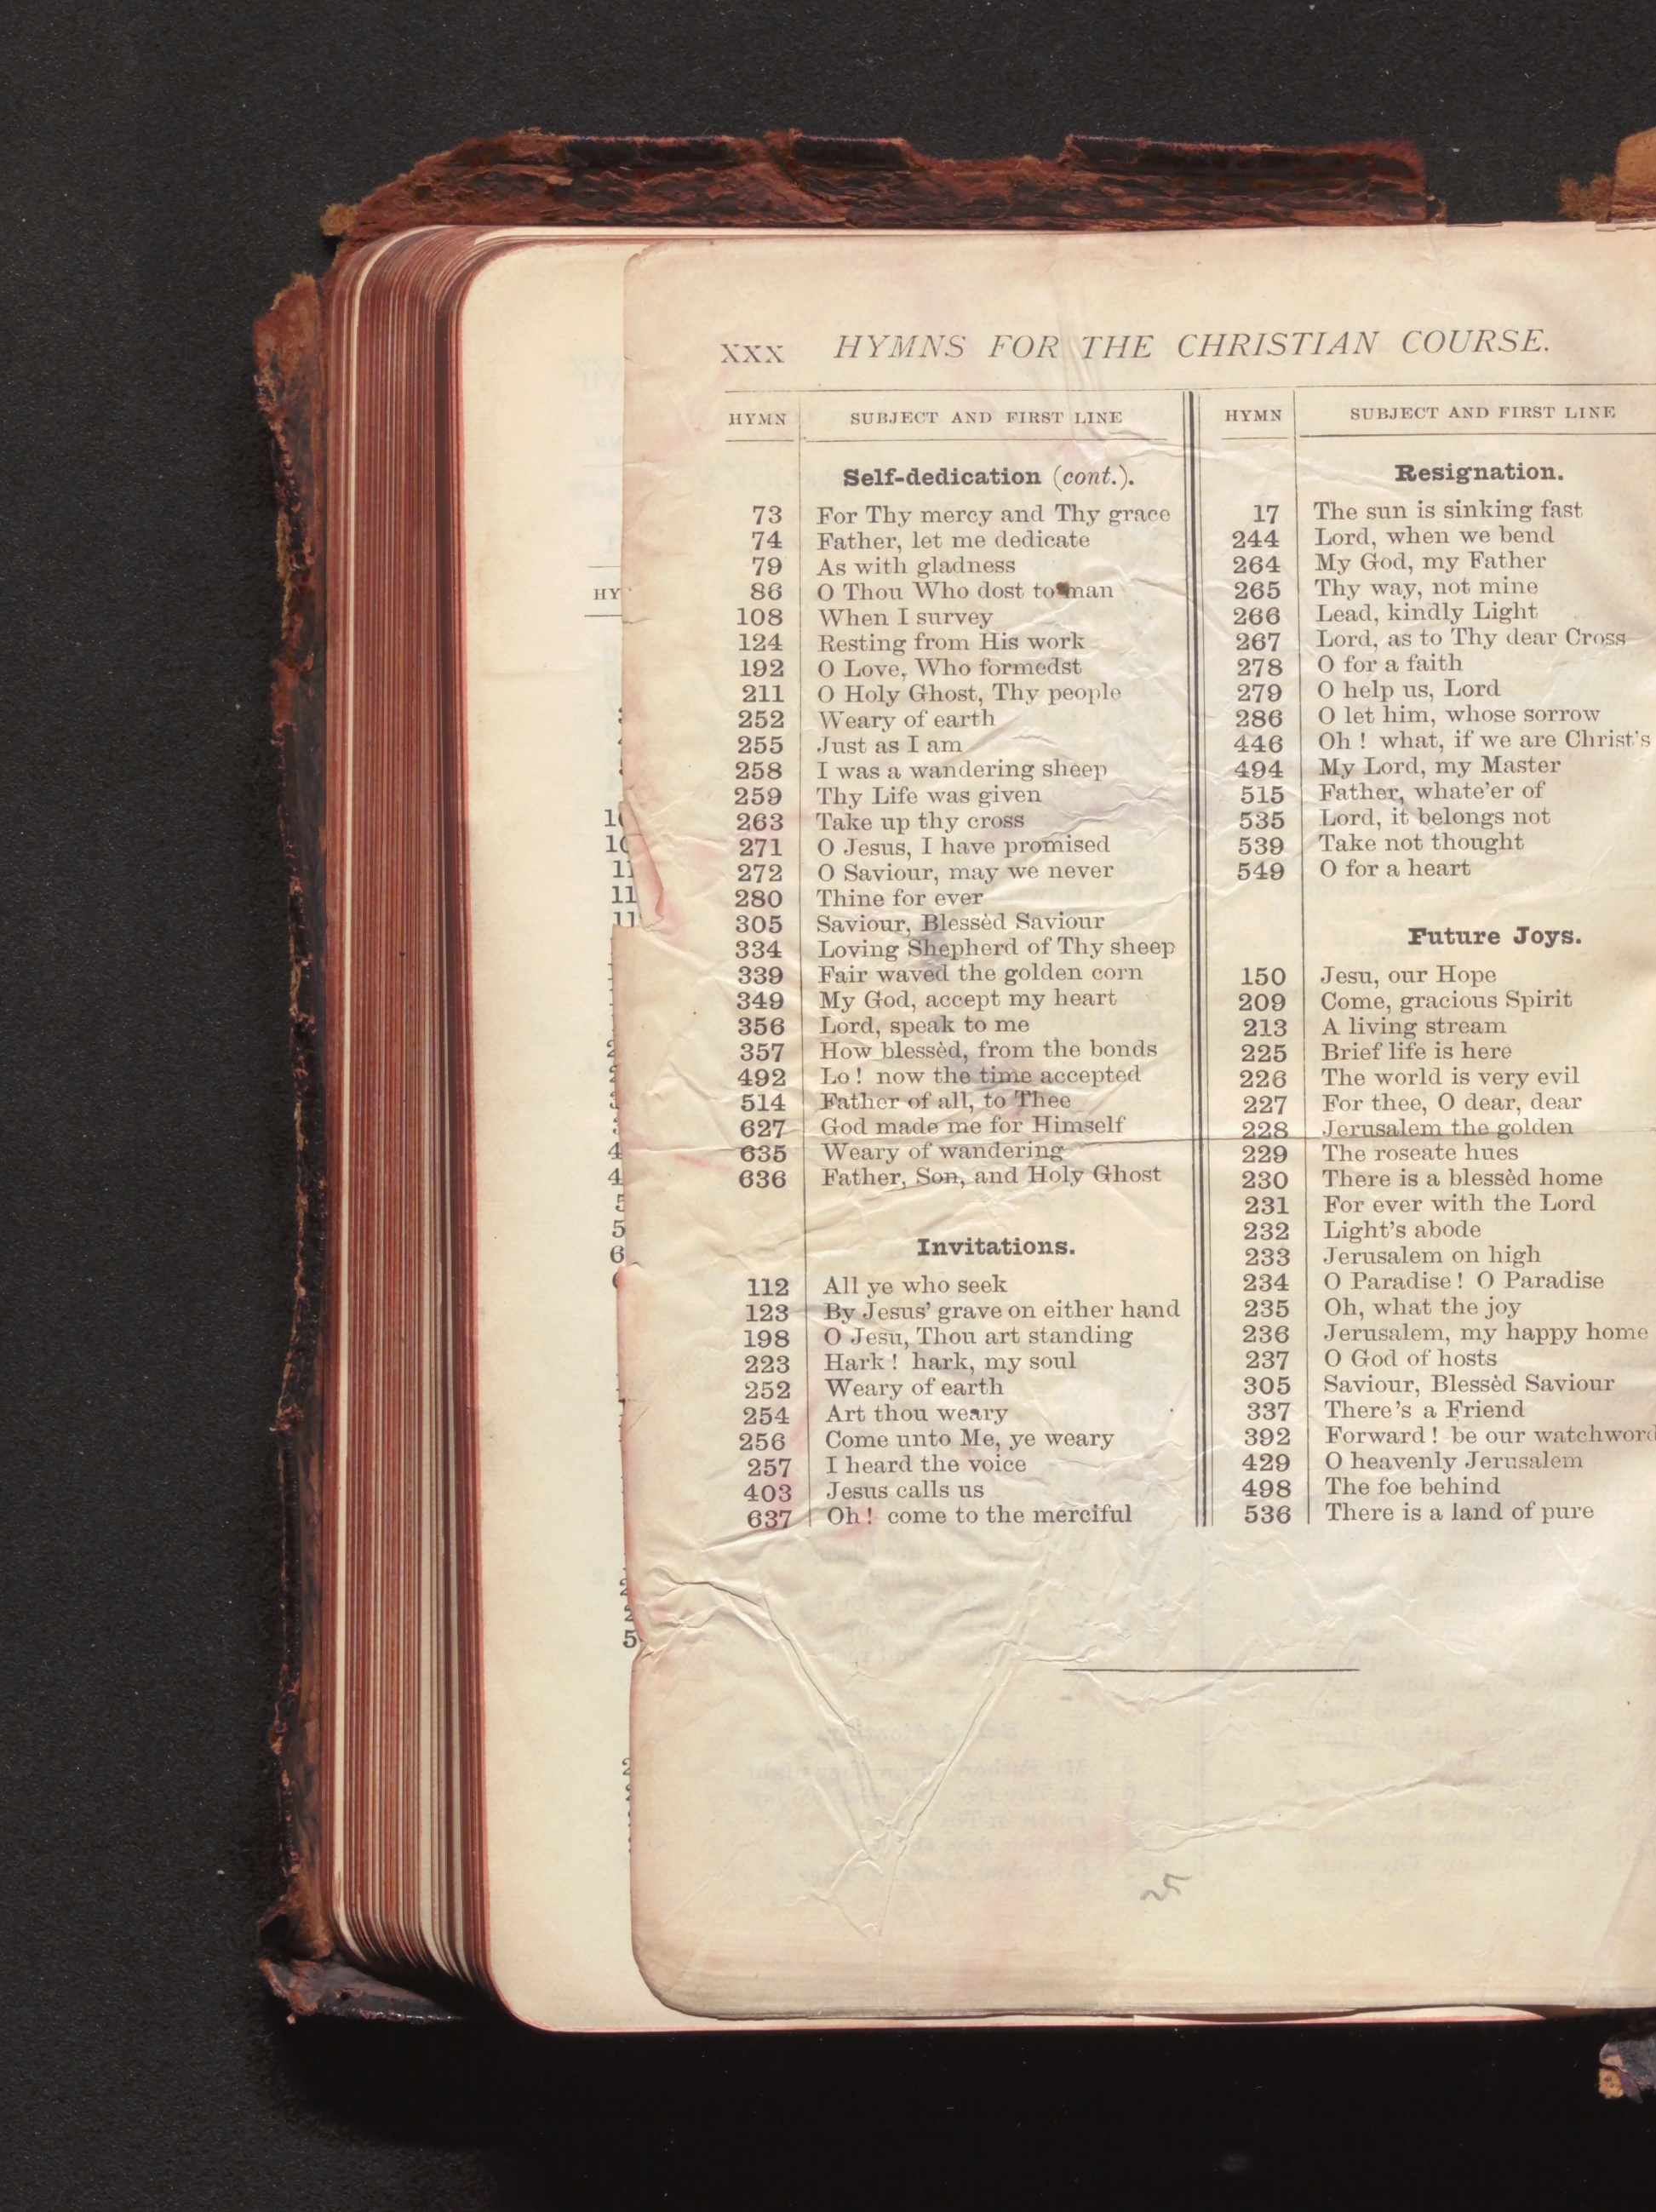 xxx HYMNS FOR THE CHRISTIAN COURSE.
HYMN SUBJECT AND FIRST LINE
Self-dedication (cont.).
73 For Thy mercy and Thy grace
74 Father, let me dedicate
79 As with gladness
86 O Thou Who dost to man
108 When I survey
124 Resting from His work
192 O Love, Who formedst
211 O Holy Ghost, Thy people
252 Weary of earth
255 Just as I am
258 I was a wandering sheep
259 Thy Life was given
263 Take up thy cross
271 O Jesus, I have promised
272 O Saviour, may we never
280 Thine for ever
305 Saviour, Blessèd Saviour
334 Loving Shepherd of Thy sheep
339 Fair waved the golden corn
349 My God, accept my heart
356 Lord, speak to me
357 How blessèd, from the bonds
492 Lo! now the time accepted
514 Father of all, to Thee
627 God made me for Himself
635 Weary of wandering
636 Father, Son, and Holy Ghost
Invitations.
112 All ye who seek
123 By Jesus' grave on either hand
198 O Jesu, Thou art standing
223 Hark! hark, my soul
252 Weary of earth
254 Art thou weary
256 Come unto Me, ye weary
257 I heard the voice
403 Jesus calls us
637 Oh! come to the merciful
HYMN SUBJECT AND FIRST LINE
Resignation.
17 The sun is sinking fast
244 Lord, when we bend
264 My God, my Father
265 Thy way, not mine
266 Lead, kindly Light
267 Lord, as to Thy dear Cross
278 O for a faith
279 O help us, Lord
286 O let him, whose sorrow
446 Oh! what, if we are Christ's
494 My Lord, my Master
515 Father, whate'er of
535 Lord, it belongs not
539 Take not thought
549 O for a heart
Future Joys.
150 Jesu, our Hope
209 Come, gracious Spirit
213 A living stream
225 Brief life is here
226 The world is very evil
227 For thee, O dear, dear
228 Jerusalem the golden
229 The roseate hues
230 There is a blessèd home
231 For ever with the Lord
232 Light's abode
233 Jerusalem on high
234 O Paradise! O Paradise
235 Oh, what the joy
236 Jerusalem, my happy home
237 O God of hosts
305 Saviour, Blessèd Saviour
337 There's a Friend
392 Forward! be our watchword
429 O heavenly Jerusalem
498 The foe behind
536 There is a land of pure